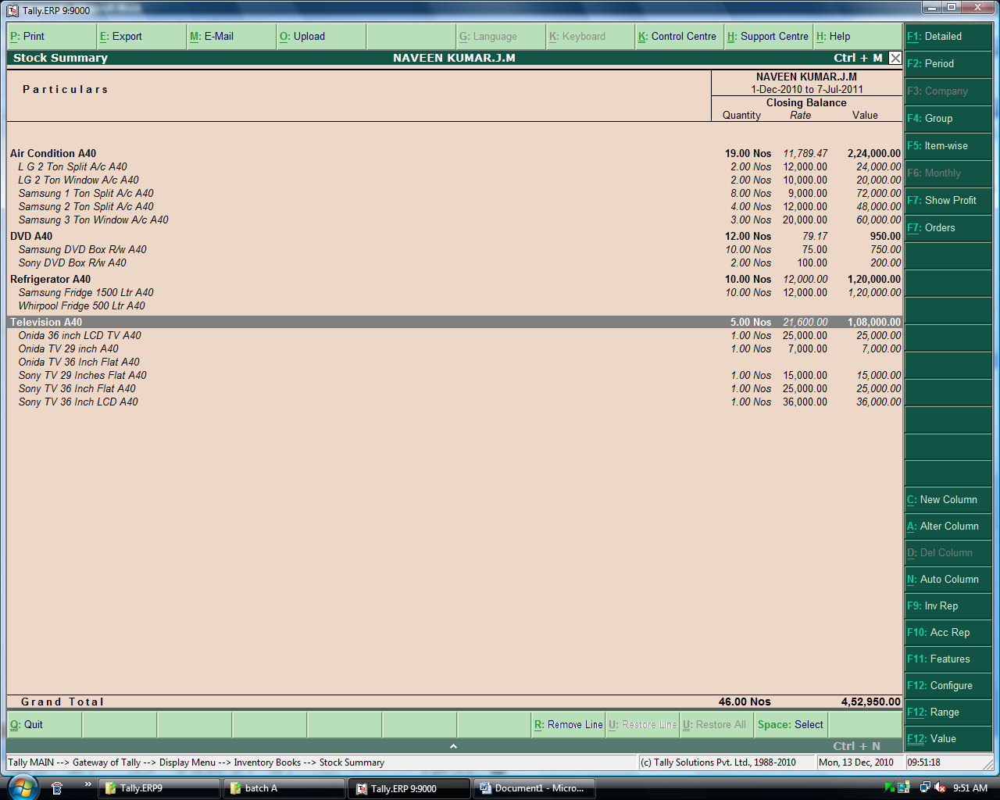 Tally.ERP 9:9000
P: Print E: Export M: E-Mail O: Upload G: Language K: Keyboard K: Control Centre H: Support Centre H: Help
Stock Summary NAVEEN KUMAR.J.M Ctrl + M
Particulars
NAVEEN KUMAR.J.M
1-Dec-2010 to 7-Jul-2011
Closing Balance
Quantity Rate Value
Air Condition A40 19.00 Nos 11,789.47 2,24,000.00
L G 2 Ton Split A/c A40 2.00 Nos 12,000.00 24,000.00
LG 2 Ton Window A/c A40 2.00 Nos 10,000.00 20,000.00
Samsung 1 Ton Split A/c A40 8.00 Nos 9,000.00 72,000.00
Samsung 2 Ton Split A/c A40 4.00 Nos 12,000.00 48,000.00
Samsung 3 Ton Window A/c A40 3.00 Nos 20,000.00 60,000.00
DVD A40 12.00 Nos 79.17 950.00
Samsung DVD Box R/w A40 10.00 Nos 75.00 750.00
Sony DVD Box R/w A40 2.00 Nos 100.00 200.00
Refrigerator A40 10.00 Nos 12,000.00 1,20,000.00
Samsung Fridge 1500 Ltr A40 10.00 Nos 12,000.00 1,20,000.00
Whirpool Fridge 500 Ltr A40
Television A40 5.00 Nos 21,600.00 1,08,000.00
Onida 36 inch LCD TV A40 1.00 Nos 25,000.00 25,000.00
Onida TV 29 inch A40 1.00 Nos 7,000.00 7,000.00
Onida TV 36 Inch Flat A40
Sony TV 29 Inches Flat A40 1.00 Nos 15,000.00 15,000.00
Sony TV 36 Inch Flat A40 1.00 Nos 25,000.00 25,000.00
Sony TV 36 Inch LCD A40 1.00 Nos 36,000.00 36,000.00
Grand Total 46.00 Nos 4,52,950.00
F1: Detailed
F2: Period
F3: Company
F4: Group
F5: Item-wise
F6: Monthly
F7: Show Profit
F7: Orders
C: New Column
A: Alter Column
D: Del Column
N: Auto Column
F9: Inv Rep
F10: Acc Rep
F11: Features
F12: Configure
F12: Range
F12: Value
Q: Quit R: Remove Line U: Restore Line U: Restore All Space: Select
Ctrl + N
Tally MAIN --> Gateway of Tally --> Display Menu --> Inventory Books --> Stock Summary (c) Tally Solutions Pvt. Ltd., 1988-2010 Mon, 13 Dec, 2010 09:51:18
Tally.ERP9 batch A Tally.ERP 9:9000 Document1 - Micro... 9:51 AM